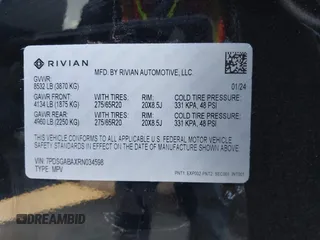 RIVIAN
MFD. BY RIVIAN AUTOMOTIVE, LLC.
GVWR:
8532 LB (3870 KG)
01/24
GAWR FRONT: WITH TIRES: RIM: COLD TIRE PRESSURE:
4134 LB (1875 KG) 275/65R20 20X8.5J 331 KPA, 48 PSI
GAWR REAR: WITH TIRES: RIM: COLD TIRE PRESSURE:
4960 LB (2250 KG) 275/65R20 20X8.5J 331 KPA, 48 PSI
THIS VEHICLE CONFORMS TO ALL APPLICABLE U.S. FEDERAL MOTOR VEHICLE
SAFETY STANDARDS IN EFFECT ON THE DATE OF MANUFACTURE SHOWN ABOVE.
VIN: 7PDSGABAXRN034598
TYPE: MPV
DREAMBID